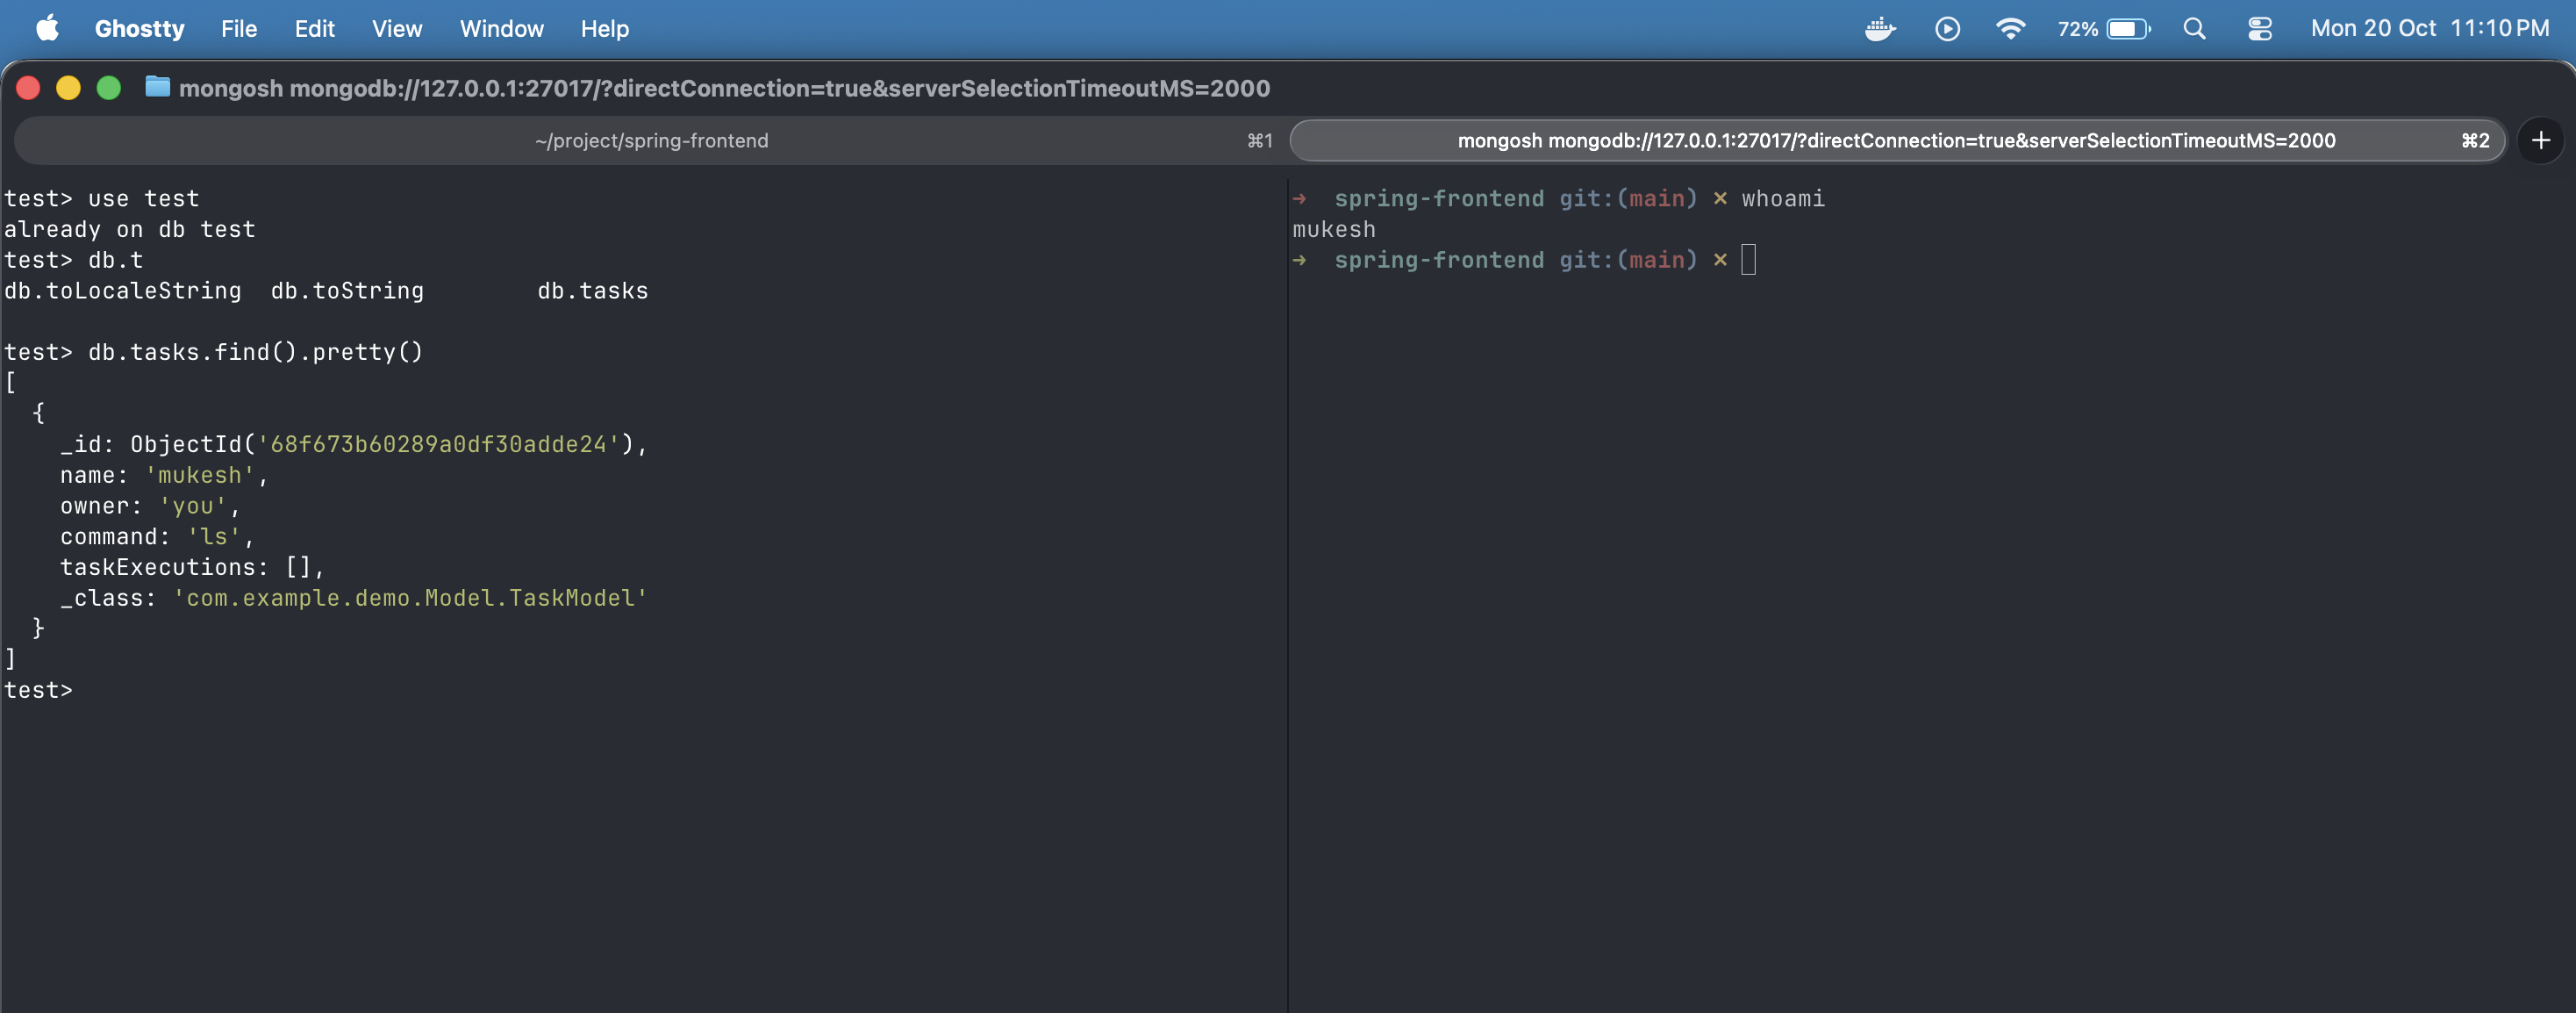 Ghostty File Edit View Window Help 72% Mon 20 Oct 11:10 PM
mongosh mongodb://127.0.0.1:27017/?directConnection=true&serverSelectionTimeoutMS=2000
~/project/spring-frontend ⌘1 mongosh mongodb://127.0.0.1:27017/?directConnection=true&serverSelectionTimeoutMS=2000 ⌘2 +
test> use test
already on db test
test> db.t
db.toLocaleString  db.toString        db.tasks
test> db.tasks.find().pretty()
[
  {
    _id: ObjectId('68f673b60289a0df30adde24'),
    name: 'mukesh',
    owner: 'you',
    command: 'ls',
    taskExecutions: [],
    _class: 'com.example.demo.Model.TaskModel'
  }
]
test>
➜  spring-frontend git:(main) × whoami
mukesh
➜  spring-frontend git:(main) ×